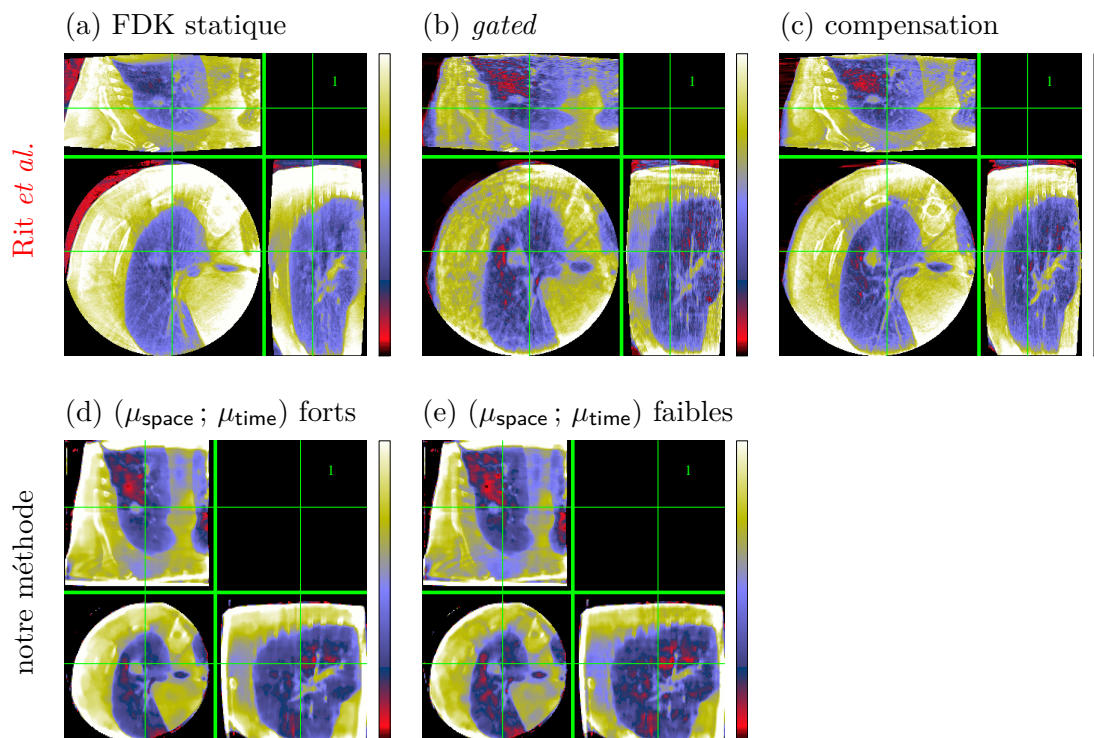 (a) FDK statique
(b) gated
(c) compensation
Rit et al.
1
1
1
(d) (μspace ; μtime) forts
(e) (μspace ; μtime) faibles
notre méthode
1
1